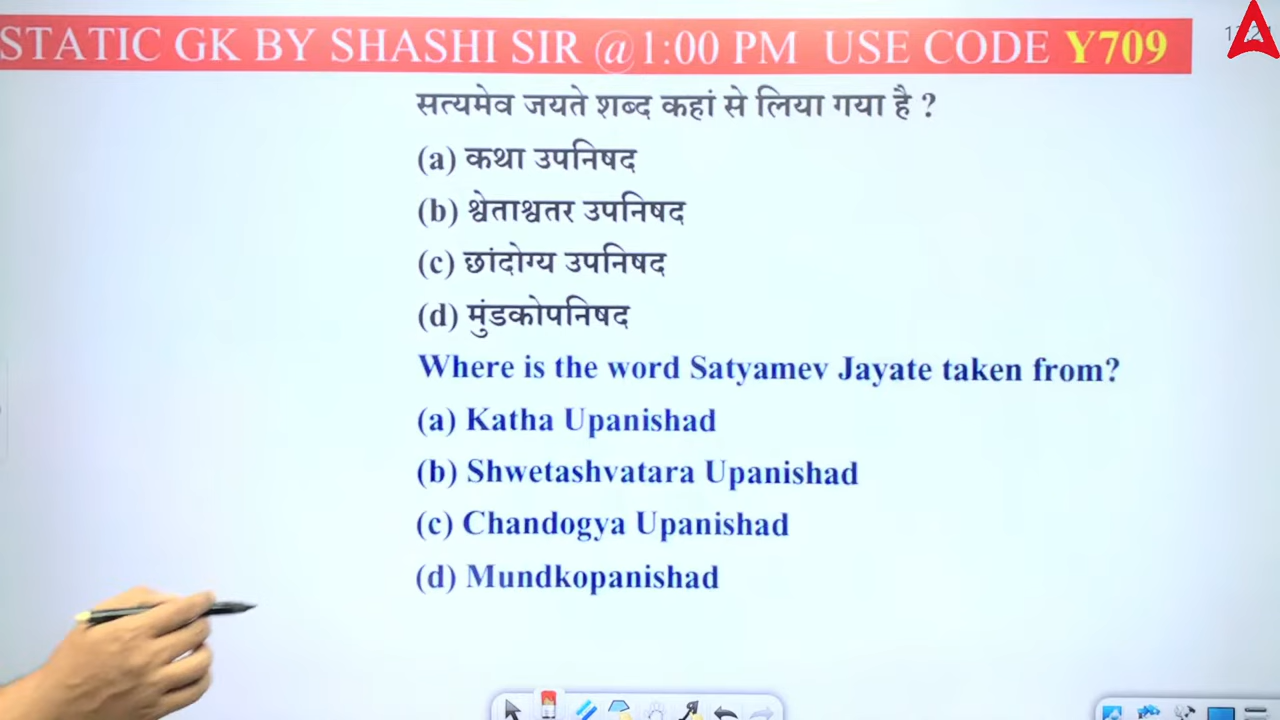 STATIC GK BY SHASHI SIR @1:00 PM USE CODE Y709
सत्यमेव जयते शब्द कहां से लिया गया है ?
(a) कथा उपनिषद
(b) श्वेताश्वतर उपनिषद
(c) छांदोग्य उपनिषद
(d) मुंडकोपनिषद
Where is the word Satyamev Jayate taken from?
(a) Katha Upanishad
(b) Shwetashvatara Upanishad
(c) Chandogya Upanishad
(d) Mundkopanishad